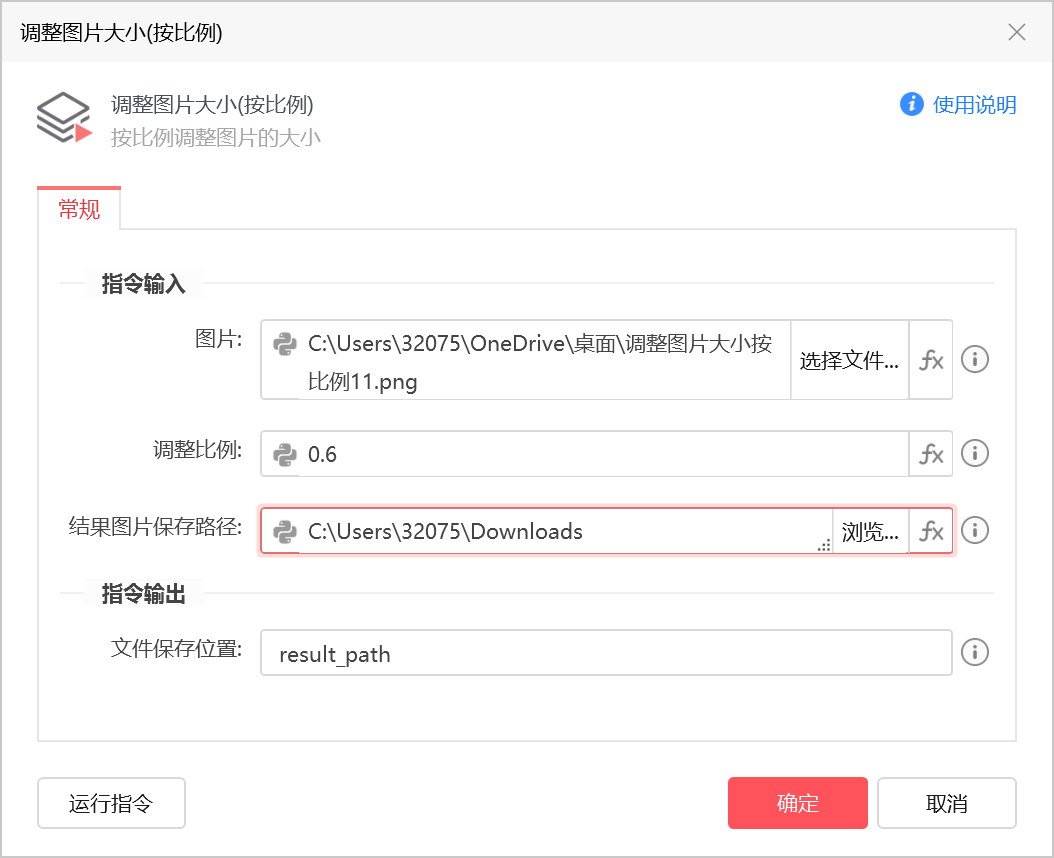 调整图片大小(按比例)
调整图片大小(按比例)
使用说明
按比例调整图片的大小
常规
指令输入
图片:
C:\Users\32075\OneDrive\桌面\调整图片大小按
比例11.png
选择文件...
fx
调整比例:
0.6
fx
结果图片保存路径:
C:\Users\32075\Downloads
浏览...
fx
指令输出
文件保存位置:
result_path
运行指令
确定
取消